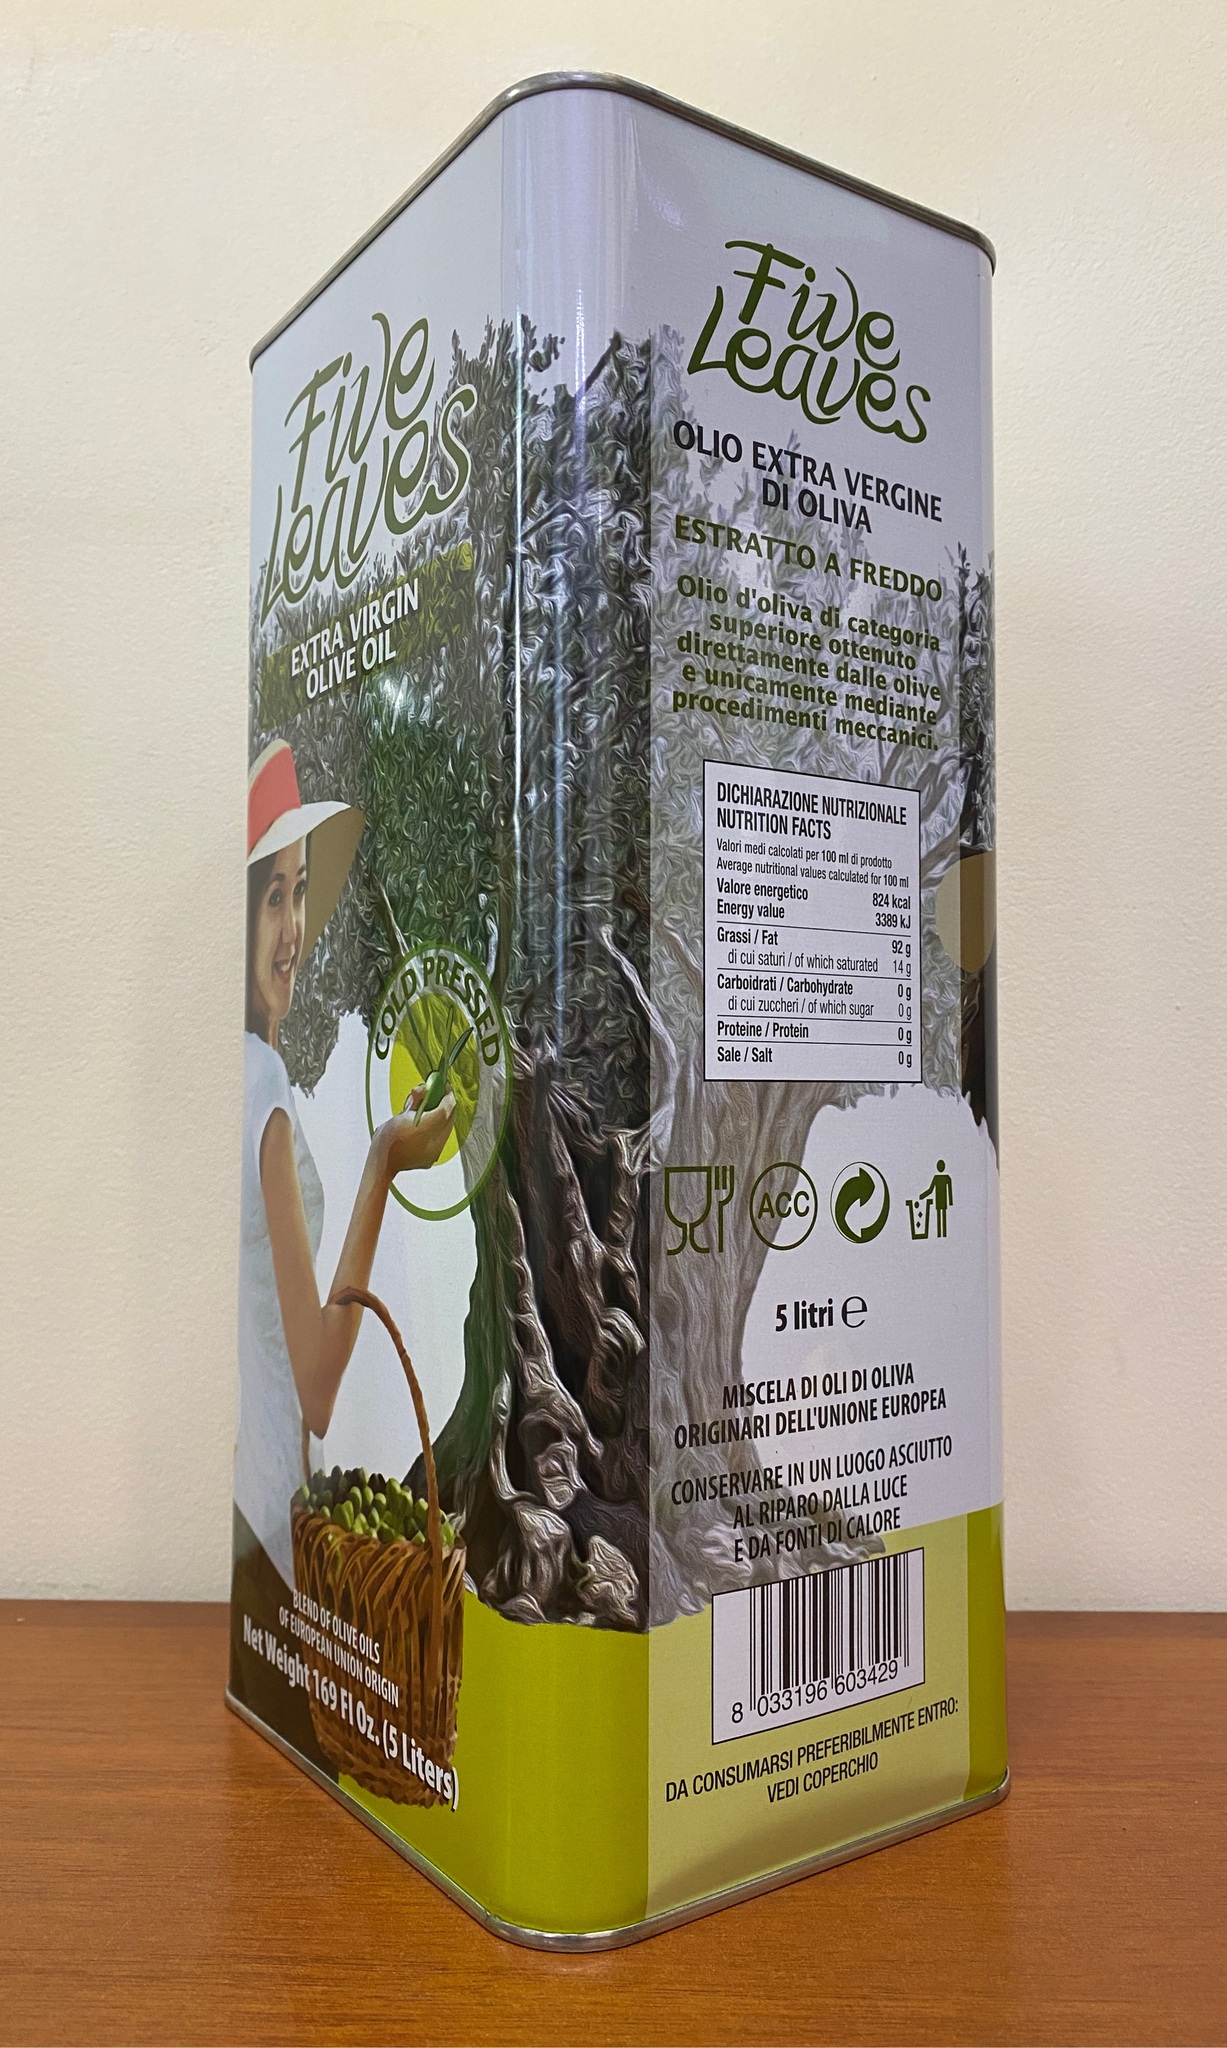 Five
Leaves
EXTRA VIRGIN
OLIVE OIL
COLD PRESSED
BLEND OF OLIVE OILS
OF EUROPEAN UNION ORIGIN
Net Weight 169 Fl Oz. (5 Liters)
Five
Leaves
OLIO EXTRA VERGINE
DI OLIVA
ESTRATTO A FREDDO
Olio d'oliva di categoria
superiore ottenuto
direttamente dalle olive
e unicamente mediante
procedimenti meccanici.
DICHIARAZIONE NUTRIZIONALE
NUTRITION FACTS
Valori medi calcolati per 100 ml di prodotto
Average nutritional values calculated for 100 ml
Valore energetico 824 kcal
Energy value 3389 kJ
Grassi / Fat 92 g
di cui saturi / of which saturated 14 g
Carboidrati / Carbohydrate 0 g
di cui zuccheri / of which sugar 0 g
Proteine / Protein 0 g
Sale / Salt 0 g
ACC
5 litri ℮
MISCELA DI OLI DI OLIVA
ORIGINARI DELL'UNIONE EUROPEA
CONSERVARE IN UN LUOGO ASCIUTTO
AL RIPARO DALLA LUCE
E DA FONTI DI CALORE
8 033196 603429
DA CONSUMARSI PREFERIBILMENTE ENTRO:
VEDI COPERCHIO